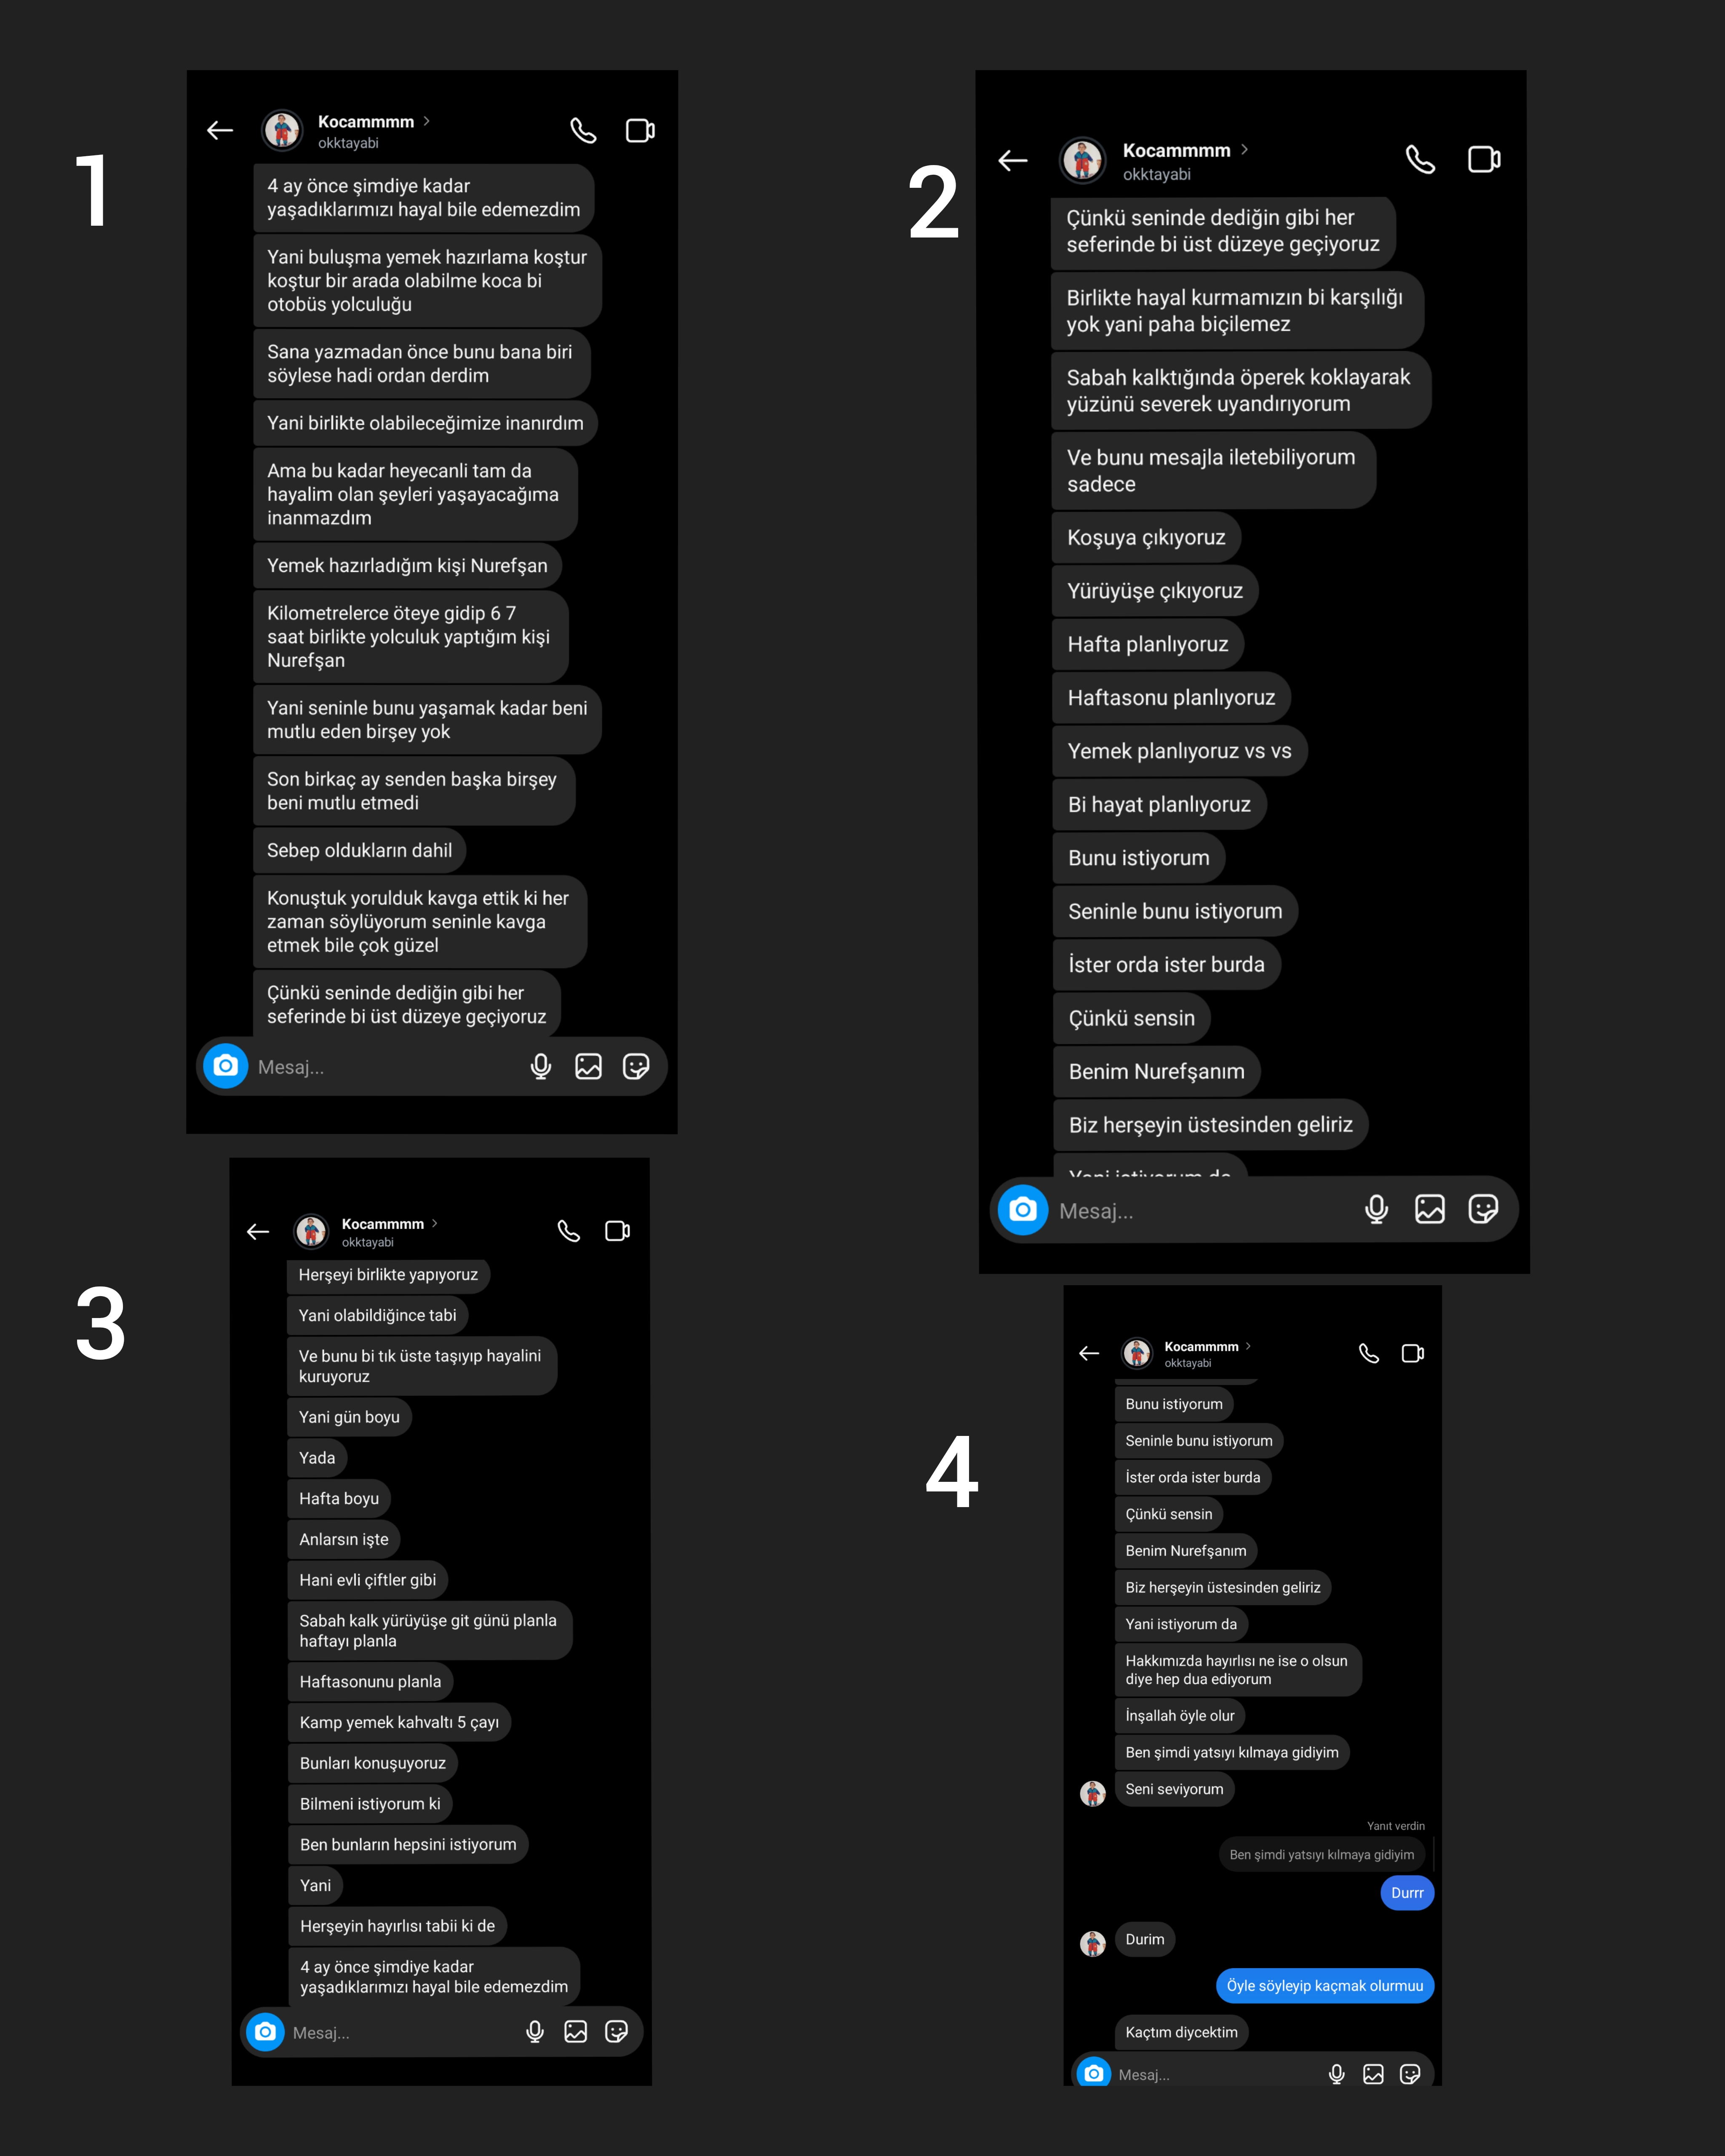 1
Kocammmm
okktayabi
4 ay önce şimdiye kadar
yaşadıklarımızı hayal bile edemezdim
Yani buluşma yemek hazırlama koştur
koştur bir arada olabilme koca bi
otobüs yolculuğu
Sana yazmadan önce bunu bana biri
söylese hadi ordan derdim
Yani birlikte olabileceğimize inanırdım
Ama bu kadar heyecanli tam da
hayalim olan şeyleri yaşayacağıma
inanmazdım
Yemek hazırladığım kişi Nurefşan
Kilometrelerce öteye gidip 6 7
saat birlikte yolculuk yaptığım kişi
Nurefşan
Yani seninle bunu yaşamak kadar beni
mutlu eden birşey yok
Son birkaç ay senden başka birşey
beni mutlu etmedi
Sebep oldukların dahil
Konuştuk yorulduk kavga ettik ki her
zaman söylüyorum seninle kavga
etmek bile çok güzel
Çünkü seninde dediğin gibi her
seferinde bi üst düzeye geçiyoruz
Mesaj...
2
Kocammmm
okktayabi
Çünkü seninde dediğin gibi her
seferinde bi üst düzeye geçiyoruz
Birlikte hayal kurmamızın bi karşılığı
yok yani paha biçilemez
Sabah kalktığında öperek koklayarak
yüzünü severek uyandırıyorum
Ve bunu mesajla iletebiliyorum
sadece
Koşuya çıkıyoruz
Yürüyüşe çıkıyoruz
Hafta planlıyoruz
Haftasonu planlıyoruz
Yemek planlıyoruz vs vs
Bi hayat planlıyoruz
Bunu istiyorum
Seninle bunu istiyorum
İster orda ister burda
Çünkü sensin
Benim Nurefşanım
Biz herşeyin üstesinden geliriz
Yani istiyorum da
Mesaj...
3
Kocammmm
okktayabi
Herşeyi birlikte yapıyoruz
Yani olabildiğince tabi
Ve bunu bi tık üste taşıyıp hayalini
kuruyoruz
Yani gün boyu
Yada
Hafta boyu
Anlarsın işte
Hani evli çiftler gibi
Sabah kalk yürüyüşe git günü planla
haftayı planla
Haftasonunu planla
Kamp yemek kahvaltı 5 çayı
Bunları konuşuyoruz
Bilmeni istiyorum ki
Ben bunların hepsini istiyorum
Yani
Herşeyin hayırlısı tabii ki de
4 ay önce şimdiye kadar
yaşadıklarımızı hayal bile edemezdim
Mesaj...
4
Kocammmm
okktayabi
Bunu istiyorum
Seninle bunu istiyorum
İster orda ister burda
Çünkü sensin
Benim Nurefşanım
Biz herşeyin üstesinden geliriz
Yani istiyorum da
Hakkımızda hayırlısı ne ise o olsun
diye hep dua ediyorum
İnşallah öyle olur
Ben şimdi yatsıyı kılmaya gidiyim
Seni seviyorum
Yanıt verdin
Ben şimdi yatsıyı kılmaya gidiyim
Durrr
Durim
Öyle söyleyip kaçmak olurmuu
Kaçtım diycektim
Mesaj...